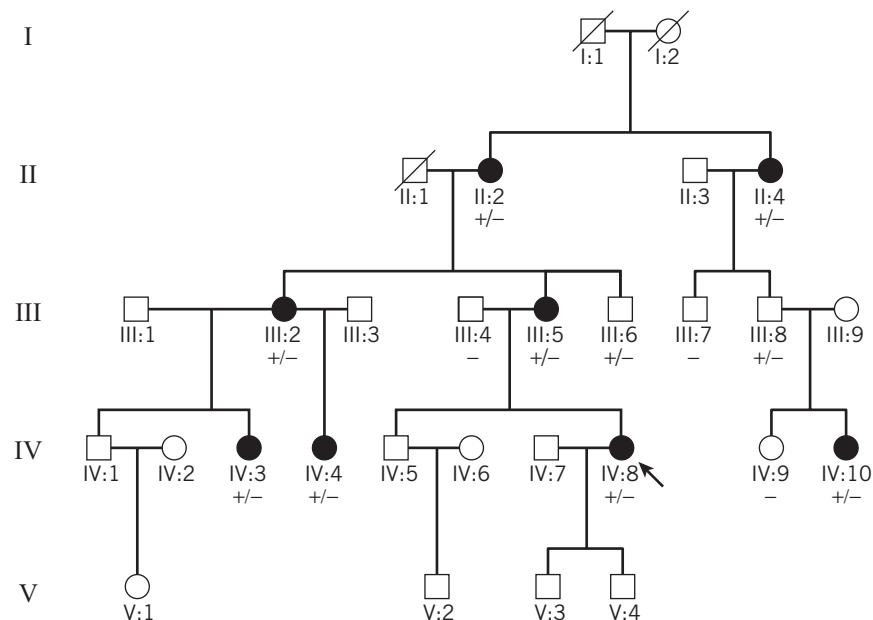 I
I:1 I:2
II
II:1 II:2 II:3 II:4
+/− +/−
III
III:1 III:2 III:3 III:4 III:5 III:6 III:7 III:8 III:9
+/− − +/− +/− − +/−
IV
IV:1 IV:2 IV:3 IV:4 IV:5 IV:6 IV:7 IV:8 IV:9 IV:10
+/− +/− +/− − +/−
V
V:1 V:2 V:3 V:4